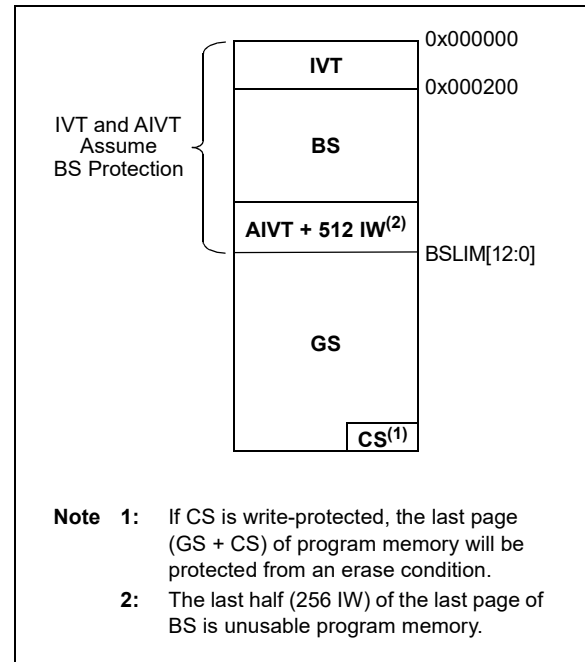 0x000000
IVT
0x000200
IVT and AIVT
Assume
BS Protection
BS
AIVT + 512 IW(2)
BSLIM[12:0]
GS
CS(1)
Note 1: If CS is write-protected, the last page
(GS + CS) of program memory will be
protected from an erase condition.
2: The last half (256 IW) of the last page of
BS is unusable program memory.